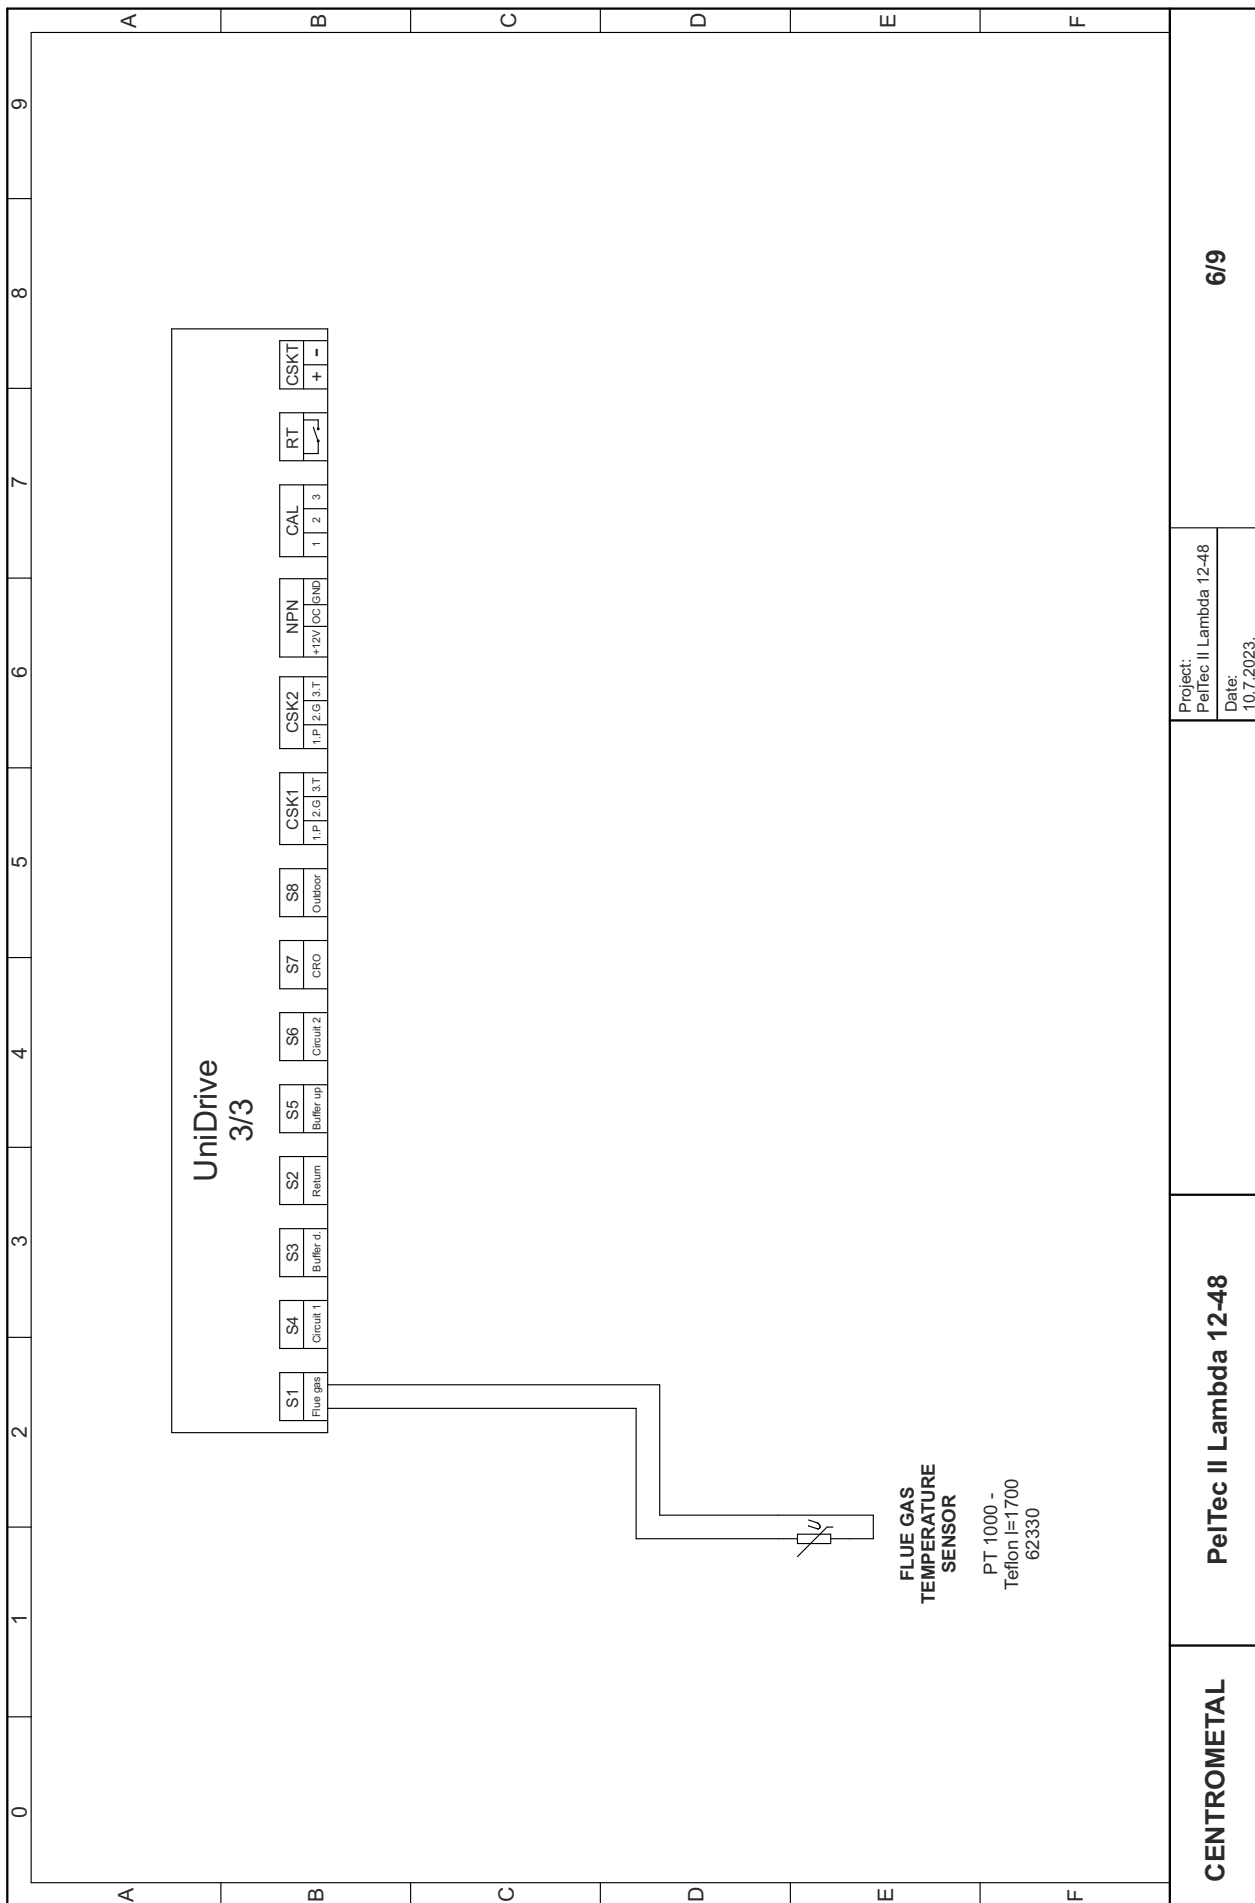 0 1 2 3 4 5 6 7 8 9
A A
B B
C C
D D
E E
F F
UniDrive
3/3
S1 S4 S3 S2 S5 S6 S7 S8 CSK1 CSK2 NPN CAL RT CSKT
Flue gas Circuit 1 Buffer d. Return Buffer up Circuit 2 CRO Outdoor 1.P 2.G 3.T 1.P 2.G 3.T +12V OC GND 1 2 3 + -
U
FLUE GAS
TEMPERATURE
SENSOR
PT 1000 -
Teflon l=1700
62330
CENTROMETAL
PelTec II Lambda 12-48
Project:
PelTec II Lambda 12-48
Date:
10.7.2023.
6/9